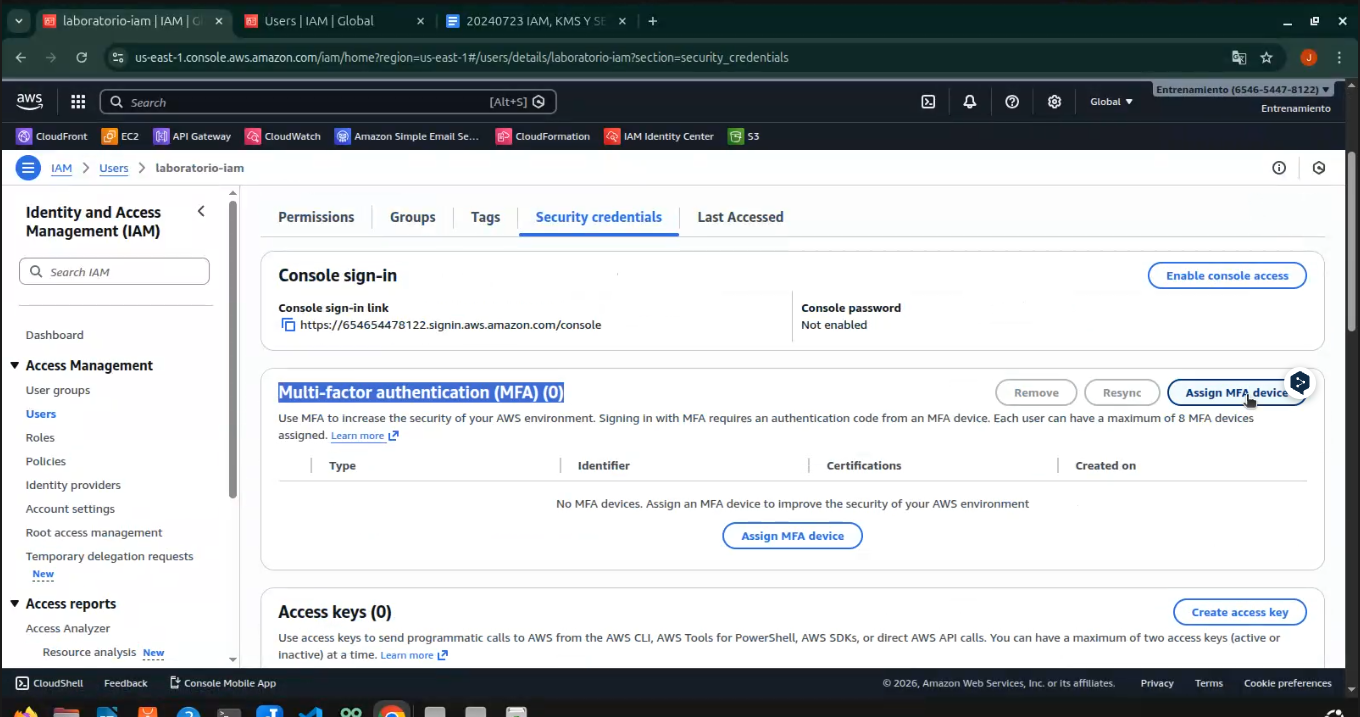 laboratorio-iam | IAM | G
Users | IAM | Global
20240723 IAM, KMS Y SE
us-east-1.console.aws.amazon.com/iam/home?region=us-east-1#/users/details/laboratorio-iam?section=security_credentials
J
aws
Search
[Alt+S]
Global
Entrenamiento (6546-5447-8122)
Entrenamiento
CloudFront
EC2
API Gateway
CloudWatch
Amazon Simple Email Se...
CloudFormation
IAM Identity Center
S3
IAM
Users
laboratorio-iam
Identity and Access
Management (IAM)
Search IAM
Dashboard
Access Management
User groups
Users
Roles
Policies
Identity providers
Account settings
Root access management
Temporary delegation requests
New
Access reports
Access Analyzer
Resource analysis New
Permissions
Groups
Tags
Security credentials
Last Accessed
Console sign-in
Enable console access
Console sign-in link
https://654654478122.signin.aws.amazon.com/console
Console password
Not enabled
Multi-factor authentication (MFA) (0)
Remove
Resync
Assign MFA device
Use MFA to increase the security of your AWS environment. Signing in with MFA requires an authentication code from an MFA device. Each user can have a maximum of 8 MFA devices
assigned. Learn more
Type
Identifier
Certifications
Created on
No MFA devices. Assign an MFA device to improve the security of your AWS environment
Assign MFA device
Access keys (0)
Create access key
Use access keys to send programmatic calls to AWS from the AWS CLI, AWS Tools for PowerShell, AWS SDKs, or direct AWS API calls. You can have a maximum of two access keys (active or
inactive) at a time. Learn more
CloudShell
Feedback
Console Mobile App
© 2026, Amazon Web Services, Inc. or its affiliates.
Privacy
Terms
Cookie preferences